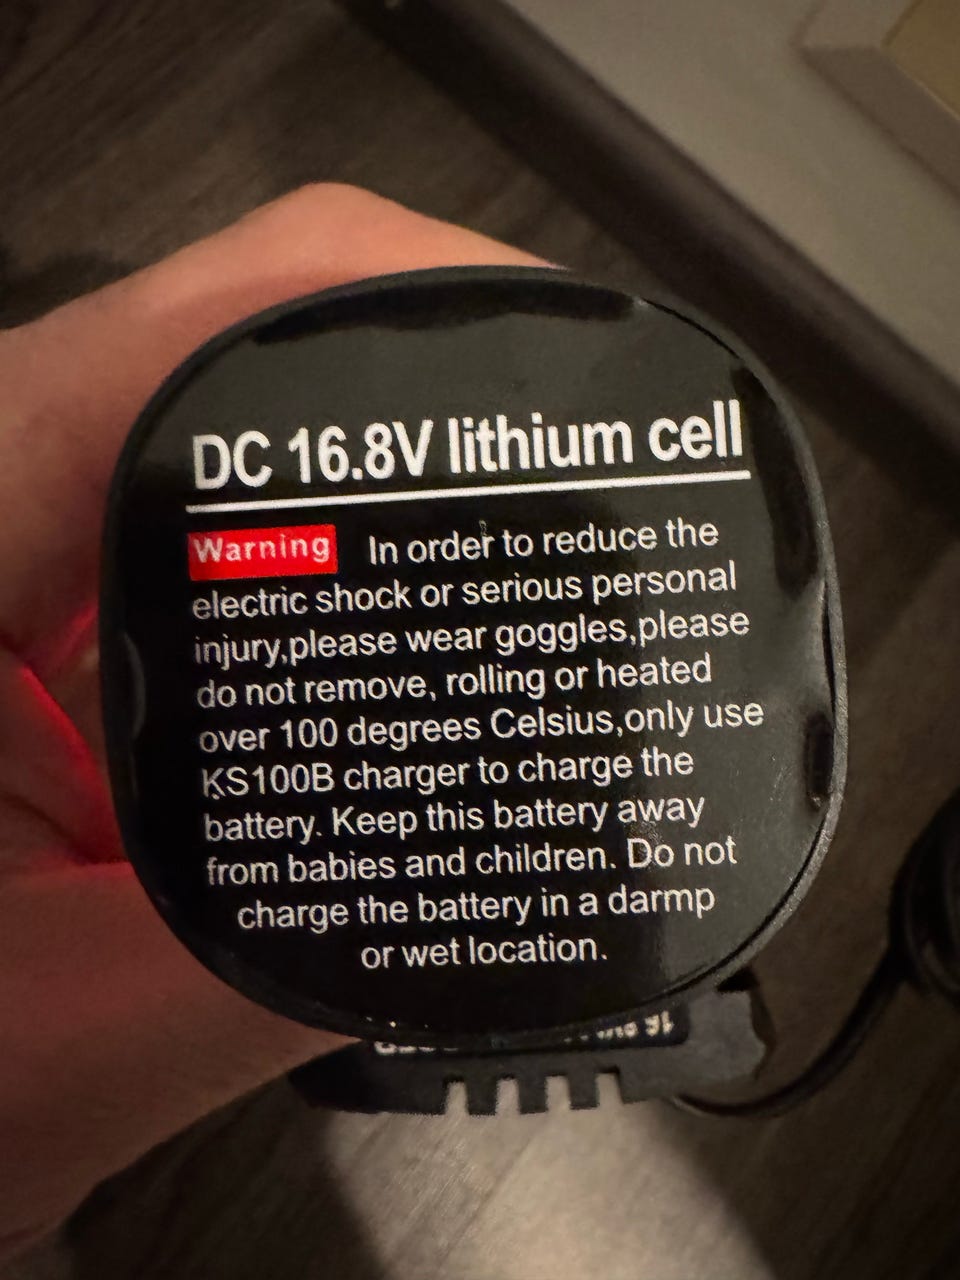 DC 16.8V lithium cell
Warning In order to reduce the
electric shock or serious personal
injury,please wear goggles,please
do not remove, rolling or heated
over 100 degrees Celsius,only use
KS100B charger to charge the
battery. Keep this battery away
from babies and children. Do not
charge the battery in a darmp
or wet location.